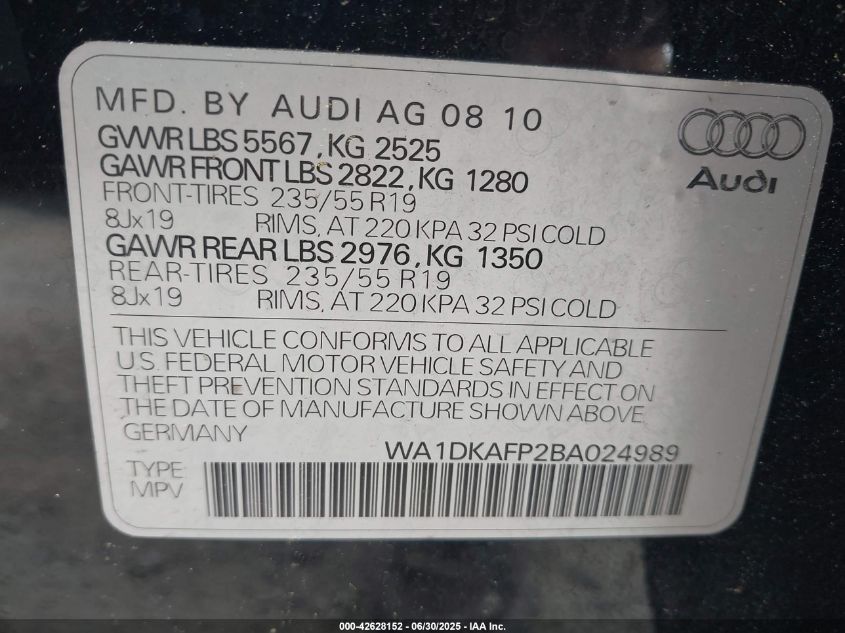 MFD. BY AUDI AG 08 10
GVWR LBS 5567, KG 2525
GAWR FRONT LBS 2822, KG 1280
FRONT-TIRES 235/55 R19
8Jx19 RIMS, AT 220 KPA 32 PSI COLD
GAWR REAR LBS 2976, KG 1350
REAR-TIRES 235/55 R19
8Jx19 RIMS, AT 220 KPA 32 PSI COLD
Audi
THIS VEHICLE CONFORMS TO ALL APPLICABLE
U.S. FEDERAL MOTOR VEHICLE SAFETY AND
THEFT PREVENTION STANDARDS IN EFFECT ON
THE DATE OF MANUFACTURE SHOWN ABOVE
GERMANY
WA1DKAFP2BA024989
TYPE
MPV
000-42628152 - 06/30/2025 - IAA Inc.